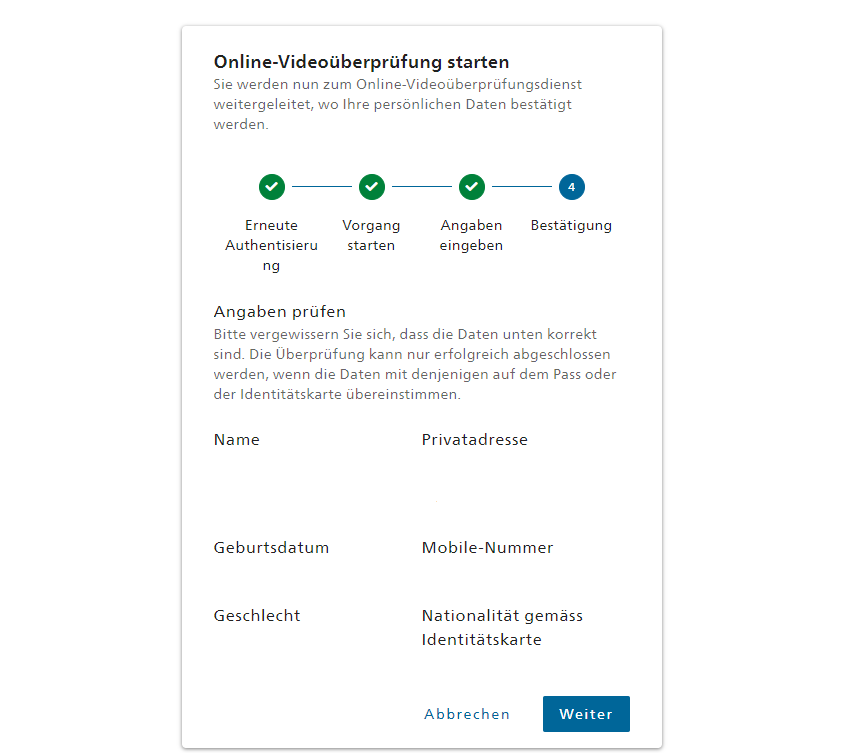 Online-Videoüberprüfung starten
Sie werden nun zum Online-Videoüberprüfungsdienst
weitergeleitet, wo Ihre persönlichen Daten bestätigt
werden.
4
Erneute
Authentisieru
ng
Vorgang
starten
Angaben
eingeben
Bestätigung
Angaben prüfen
Bitte vergewissern Sie sich, dass die Daten unten korrekt
sind. Die Überprüfung kann nur erfolgreich abgeschlossen
werden, wenn die Daten mit denjenigen auf dem Pass oder
der Identitätskarte übereinstimmen.
Name
Privatadresse
Geburtsdatum
Mobile-Nummer
Geschlecht
Nationalität gemäss
Identitätskarte
Abbrechen
Weiter